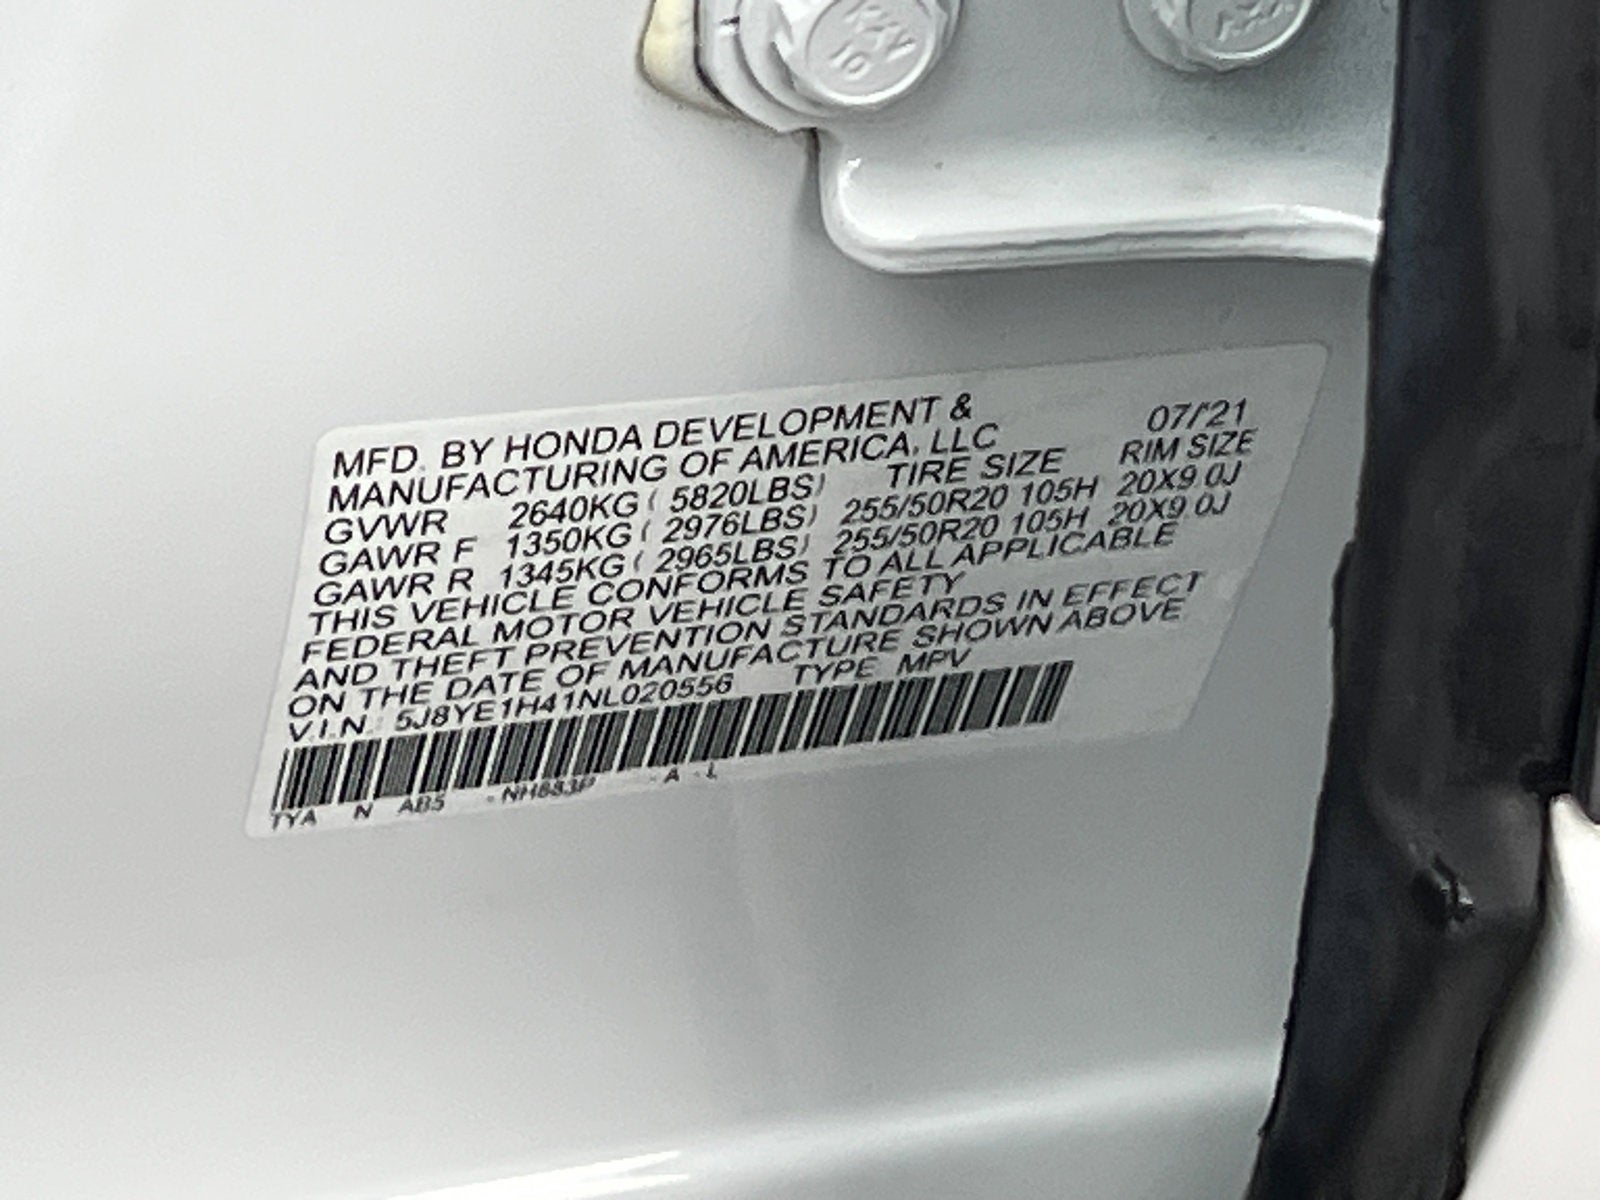 MFD. BY HONDA DEVELOPMENT & 07/'21
MANUFACTURING OF AMERICA, LLC
TIRE SIZE RIM SIZE
GVWR 2640KG ( 5820LBS)
GAWR F 1350KG ( 2976LBS) 255/50R20 105H 20X9.0J
GAWR R 1345KG ( 2965LBS) 255/50R20 105H 20X9.0J
THIS VEHICLE CONFORMS TO ALL APPLICABLE
FEDERAL MOTOR VEHICLE SAFETY
AND THEFT PREVENTION STANDARDS IN EFFECT
ON THE DATE OF MANUFACTURE SHOWN ABOVE
V.I.N.: 5J8YE1H41NL020556 TYPE MPV
TYA N AB5 - NH883P - A - L